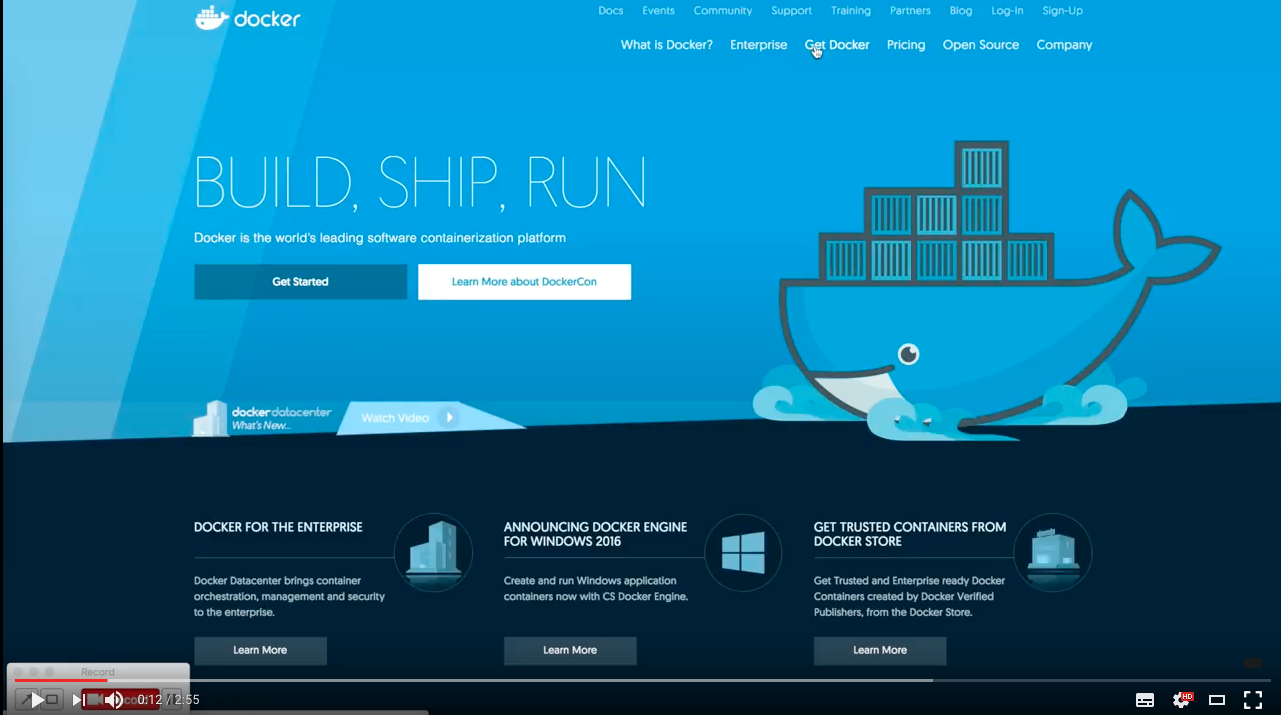 docker
Docs Events Community Support Training Partners Blog Log-In Sign-Up
What is Docker? Enterprise Get Docker Pricing Open Source Company
BUILD, SHIP, RUN
Docker is the world's leading software containerization platform
Get Started Learn More about DockerCon
docker datacenter
What's New...
Watch Video
DOCKER FOR THE ENTERPRISE
Docker Datacenter brings container
orchestration, management and security
to the enterprise.
Learn More
ANNOUNCING DOCKER ENGINE
FOR WINDOWS 2016
Create and run Windows application
containers now with CS Docker Engine.
Learn More
GET TRUSTED CONTAINERS FROM
DOCKER STORE
Get Trusted and Enterprise ready Docker
Containers created by Docker Verified
Publishers, from the Docker Store.
Learn More
Record
0:12 / 2:55
HD